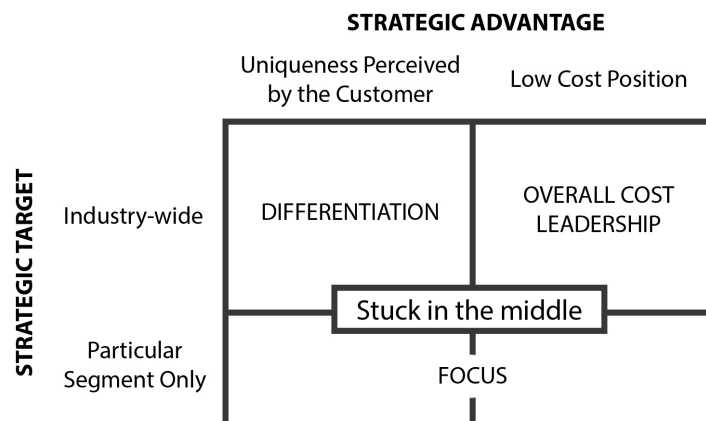 STRATEGIC ADVANTAGE
Uniqueness Perceived
by the Customer
Low Cost Position
STRATEGIC TARGET
Industry-wide
DIFFERENTIATION
OVERALL COST
LEADERSHIP
Stuck in the middle
Particular
Segment Only
FOCUS